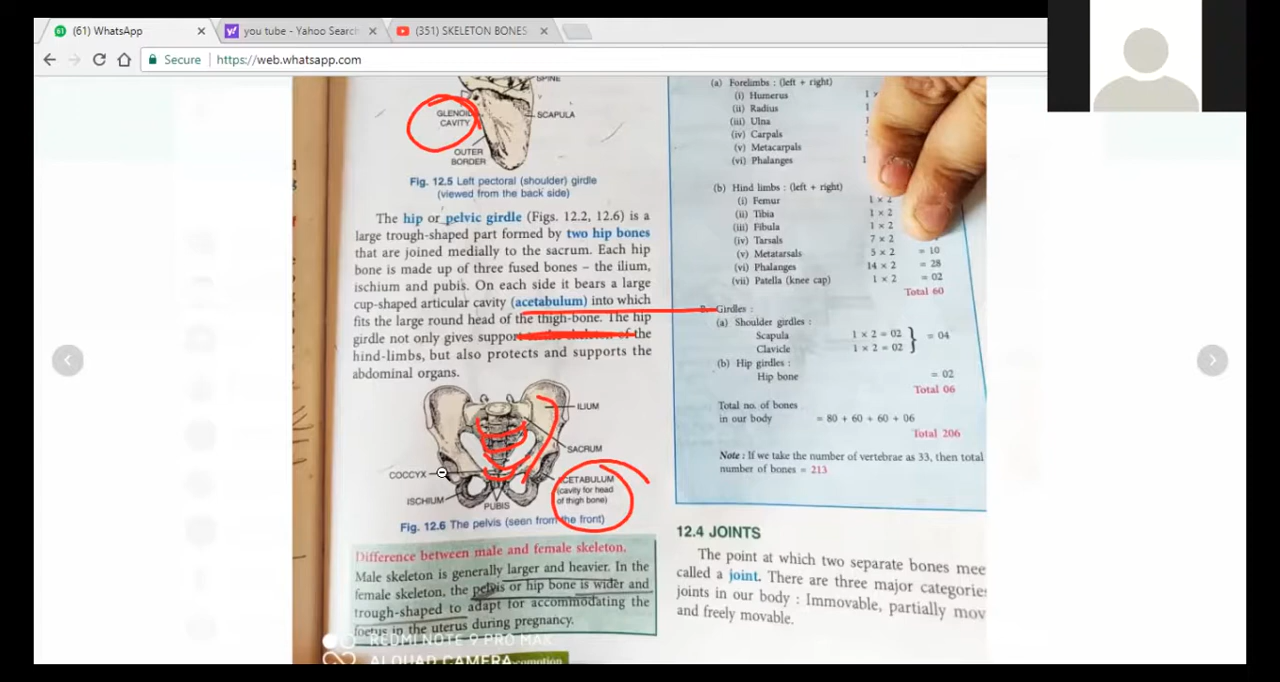 (61) WhatsApp
you tube - Yahoo Search
(351) SKELETON BONES
Secure
https://web.whatsapp.com
SPINE
GLENOID
CAVITY
SCAPULA
OUTER
BORDER
Fig. 12.5 Left pectoral (shoulder) girdle
(viewed from the back side)
The hip or pelvic girdle (Figs. 12.2, 12.6) is a
large trough-shaped part formed by two hip bones
that are joined medially to the sacrum. Each hip
bone is made up of three fused bones – the ilium,
ischium and pubis. On each side it bears a large
cup-shaped articular cavity (acetabulum) into which
fits the large round head of the thigh-bone. The hip
girdle not only gives support to the skeleton of the
hind-limbs, but also protects and supports the
abdominal organs.
ILIUM
SACRUM
COCCYX
ACETABULUM
(cavity for head
of thigh bone)
ISCHIUM
PUBIS
Fig. 12.6 The pelvis (seen from the front)
Difference between male and female skeleton.
Male skeleton is generally larger and heavier. In the
female skeleton, the pelvis or hip bone is wider and
trough-shaped to adapt for accommodating the
foetus in the uterus during pregnancy.
REDMI NOTE 9 PRO MAX
AI QUAD CAMERA
(a) Forelimbs : (left + right)
(i) Humerus
(ii) Radius
(iii) Ulna
(iv) Carpals
(v) Metacarpals
(vi) Phalanges
(b) Hind limbs : (left + right)
(i) Femur 1 x 2
(ii) Tibia 1 x 2
(iii) Fibula 1 x 2
(iv) Tarsals 7 x 2
(v) Metatarsals 5 x 2 = 10
(vi) Phalanges 14 x 2 = 28
(vii) Patella (knee cap) 1 x 2 = 02
Total 60
Girdles :
(a) Shoulder girdles :
Scapula 1 x 2 = 02
Clavicle 1 x 2 = 02 } = 04
(b) Hip girdles :
Hip bone = 02
Total 06
Total no. of bones
in our body = 80 + 60 + 60 + 06
Total 206
Note : If we take the number of vertebrae as 33, then total
number of bones = 213
12.4 JOINTS
The point at which two separate bones mee
called a joint. There are three major categorie
joints in our body : Immovable, partially mov
and freely movable.